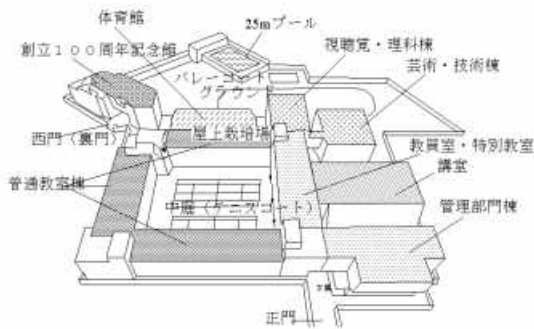 体育館
25mプール
創立100周年記念館
視聴覚・理科棟
バレーコート
芸術・技術棟
グラウンド
西門(裏門)
屋上栽培場
教員室・特別教室
講室
普通教室棟
中庭(テニスコート)
管理部門棟
正門